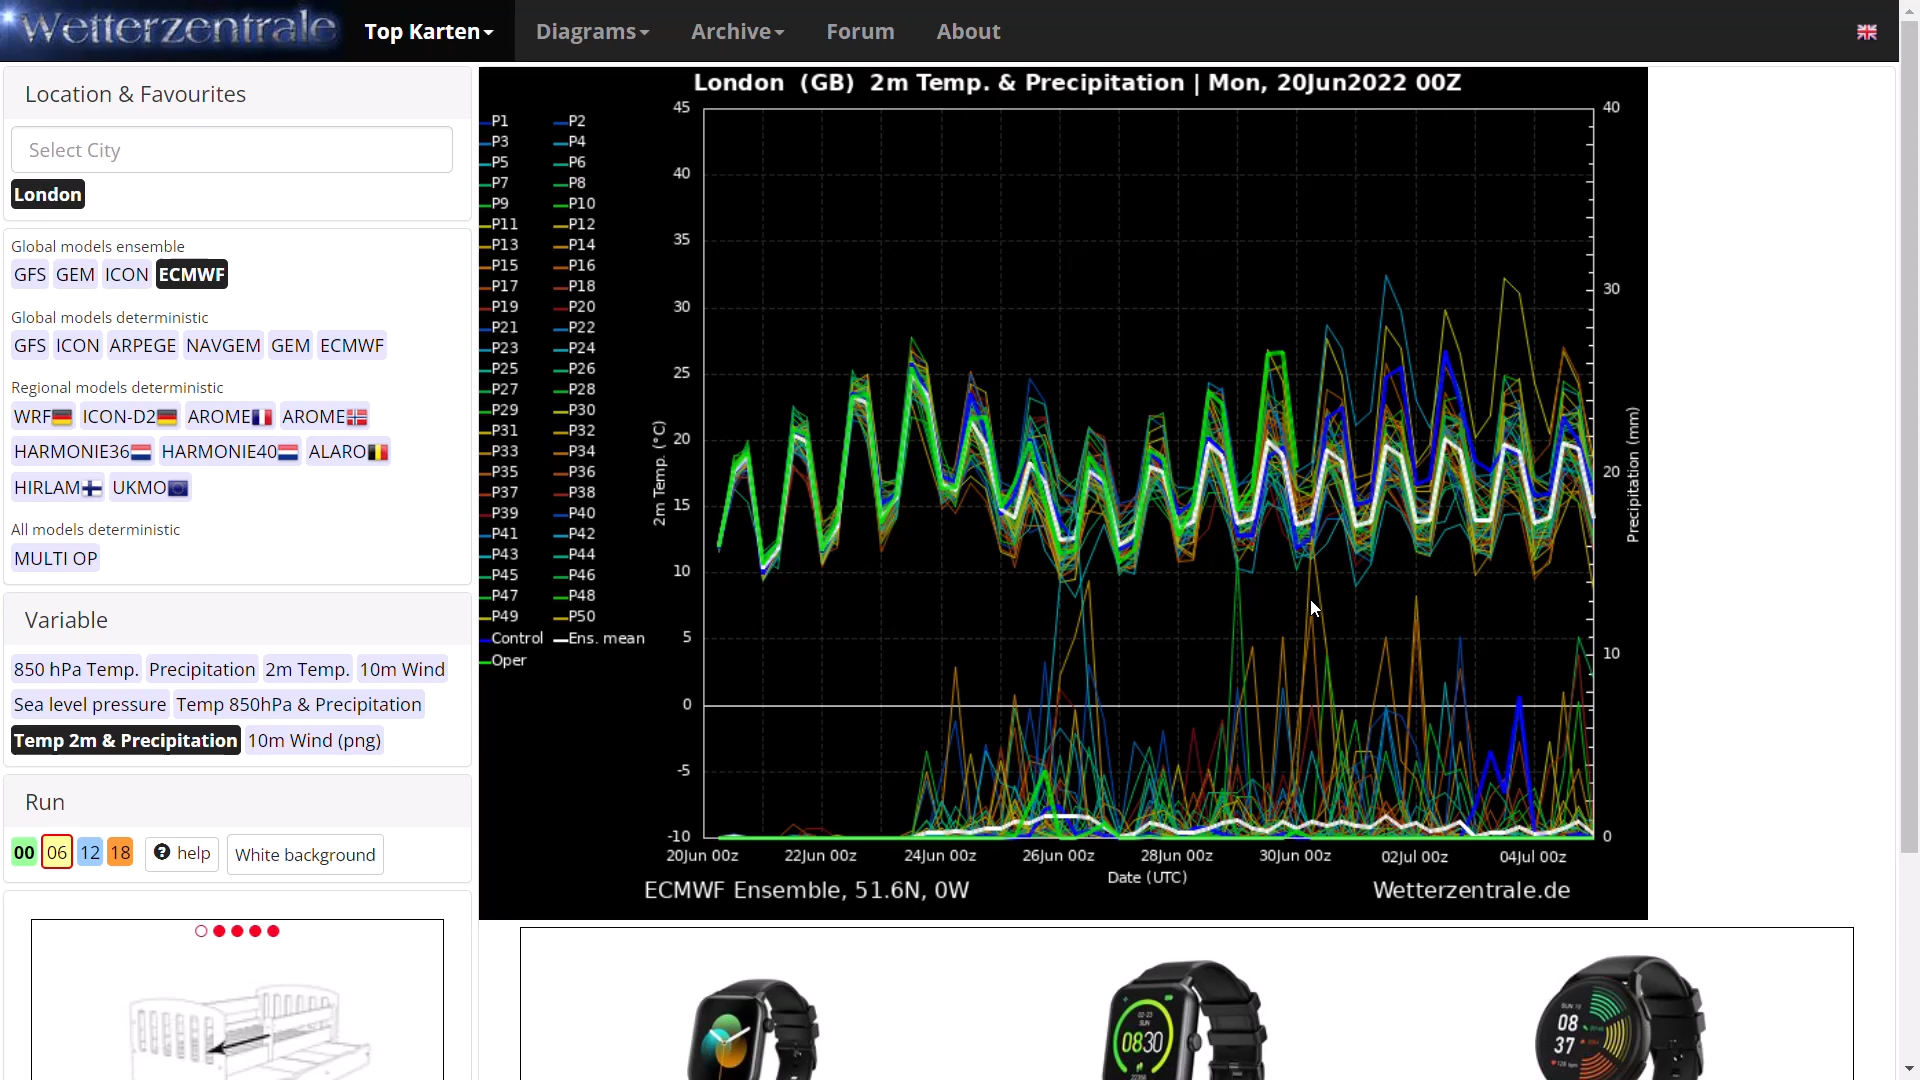 Wetterzentrale Top Karten Diagrams Archive Forum About
Location & Favourites
Select City
London
Global models ensemble
GFS GEM ICON ECMWF
Global models deterministic
GFS ICON ARPEGE NAVGEM GEM ECMWF
Regional models deterministic
WRF ICON-D2 AROME AROME
HARMONIE36 HARMONIE40 ALARO
HIRLAM UKMO
All models deterministic
MULTI OP
Variable
850 hPa Temp. Precipitation 2m Temp. 10m Wind
Sea level pressure Temp 850hPa & Precipitation
Temp 2m & Precipitation 10m Wind (png)
Run
00 06 12 18 help White background
London (GB) 2m Temp. & Precipitation | Mon, 20Jun2022 00Z
P1 P2
P3 P4
P5 P6
P7 P8
P9 P10
P11 P12
P13 P14
P15 P16
P17 P18
P19 P20
P21 P22
P23 P24
P25 P26
P27 P28
P29 P30
P31 P32
P33 P34
P35 P36
P37 P38
P39 P40
P41 P42
P43 P44
P45 P46
P47 P48
P49 P50
Control Ens. mean
Oper
2m Temp. (°C)
45
40
35
30
25
20
15
10
5
0
-5
-10
40
30
20
10
0
Precipitation (mm)
20Jun 00z 22Jun 00z 24Jun 00z 26Jun 00z 28Jun 00z 30Jun 00z 02Jul 00z 04Jul 00z
Date (UTC)
ECMWF Ensemble, 51.6N, 0W Wetterzentrale.de
02-23
SUN
08:30
SUN 10
08
37